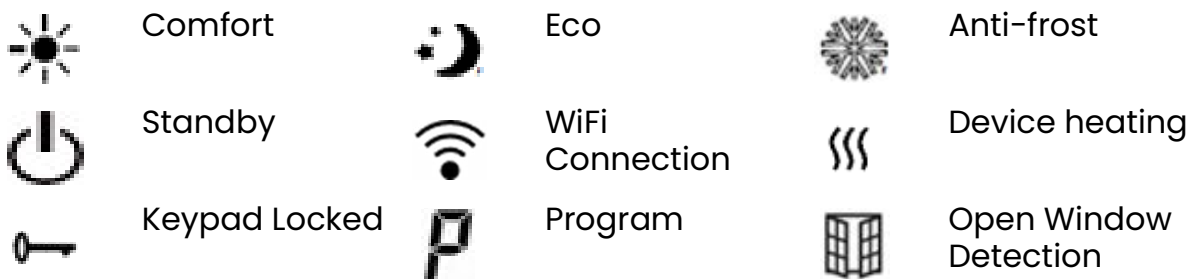 Comfort
Eco
Anti-frost
Standby
WiFi
Connection
Device heating
Keypad Locked
P
Program
Open Window
Detection